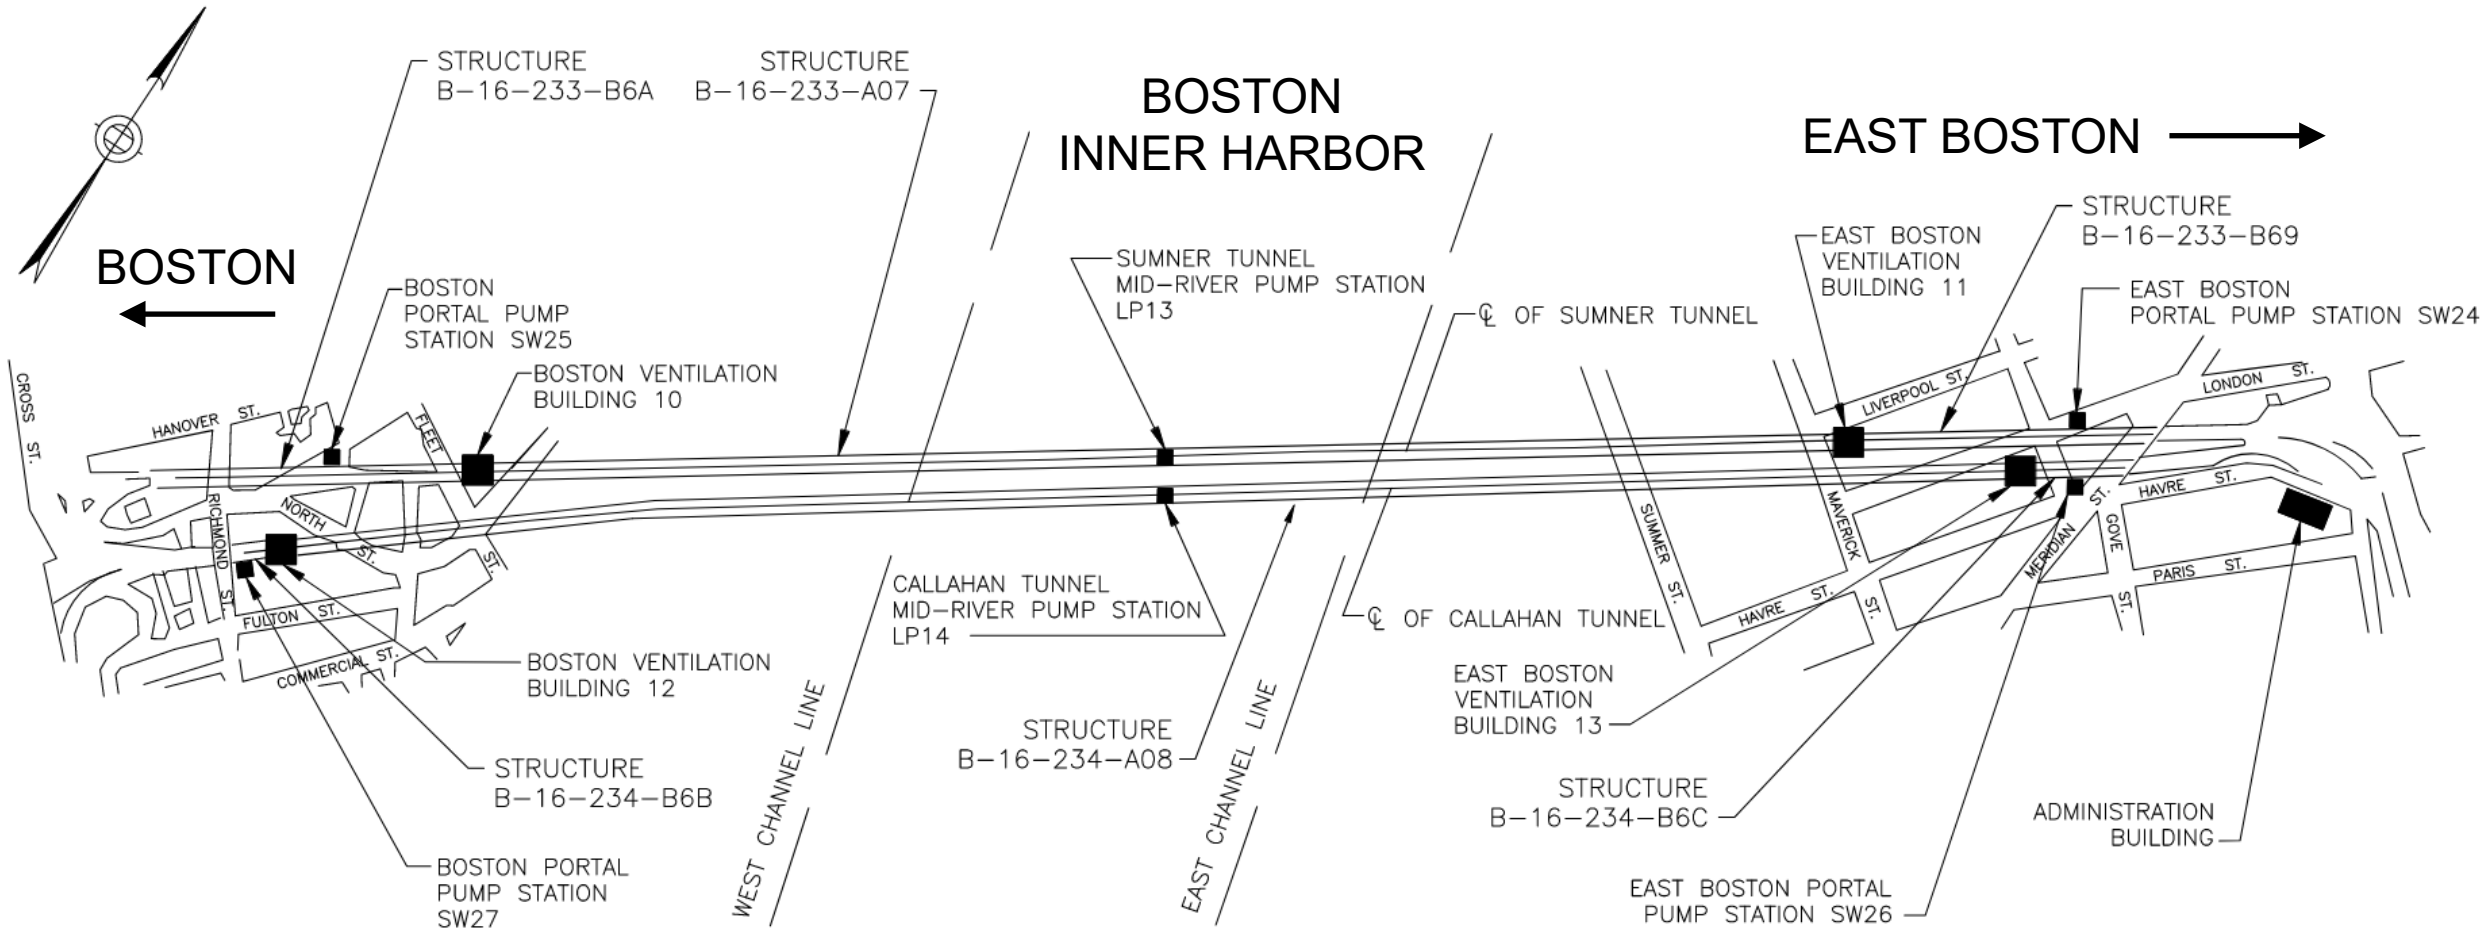 STRUCTURE
B-16-233-B6A
STRUCTURE
B-16-233-A07
BOSTON
INNER HARBOR
EAST BOSTON
STRUCTURE
B-16-233-B69
EAST BOSTON
VENTILATION
BUILDING 11
EAST BOSTON
PORTAL PUMP STATION SW24
BOSTON
BOSTON
PORTAL PUMP
STATION SW25
SUMNER TUNNEL
MID-RIVER PUMP STATION
LP13
℄ OF SUMNER TUNNEL
BOSTON VENTILATION
BUILDING 10
CROSS ST.
HANOVER ST.
FLEET ST.
RICHMOND ST.
NORTH ST.
FULTON ST.
COMMERCIAL ST.
LIVERPOOL ST.
LONDON ST.
SUMMER ST.
MAVERICK ST.
HAVRE ST.
HAVRE ST.
MERIDIAN ST.
GOVE ST.
PARIS ST.
CALLAHAN TUNNEL
MID-RIVER PUMP STATION
LP14
℄ OF CALLAHAN TUNNEL
BOSTON VENTILATION
BUILDING 12
STRUCTURE
B-16-234-B6B
BOSTON PORTAL
PUMP STATION
SW27
WEST CHANNEL LINE
STRUCTURE
B-16-234-A08
EAST CHANNEL LINE
EAST BOSTON
VENTILATION
BUILDING 13
STRUCTURE
B-16-234-B6C
EAST BOSTON PORTAL
PUMP STATION SW26
ADMINISTRATION
BUILDING